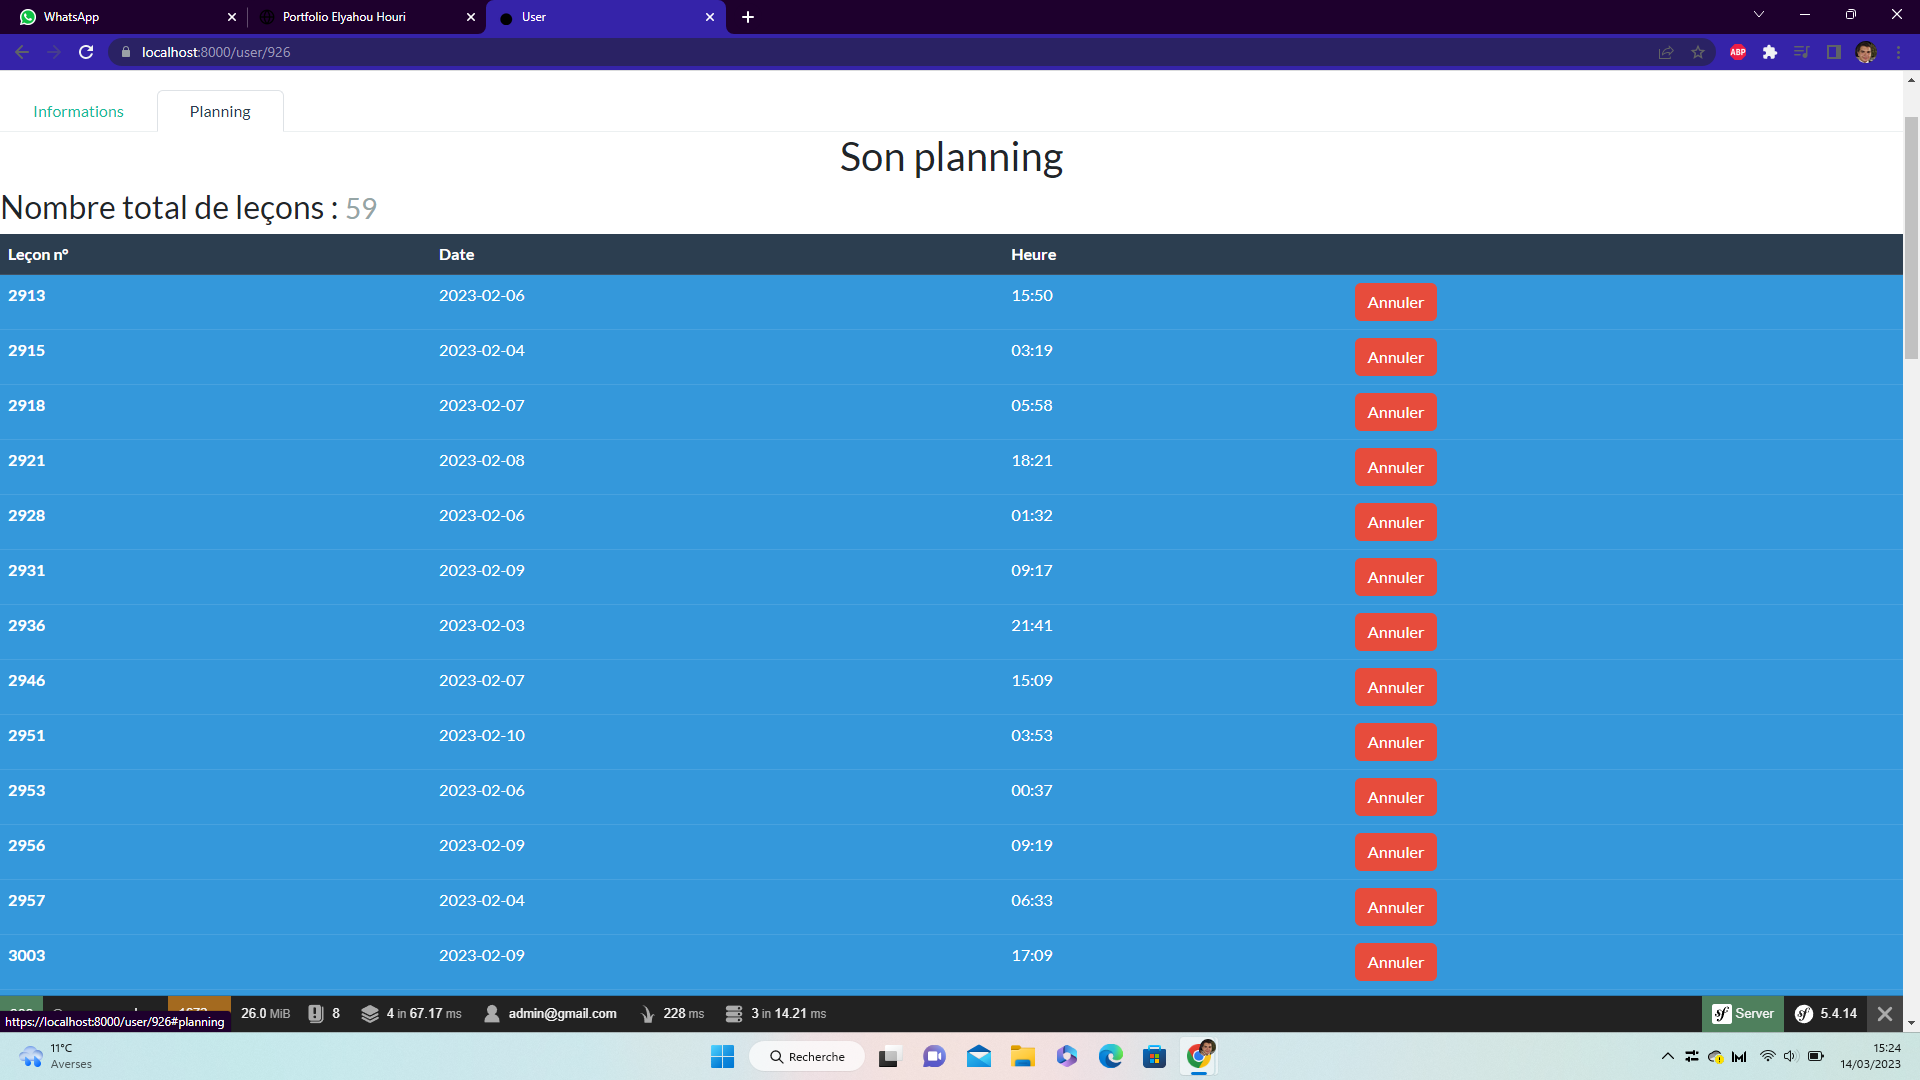 WhatsApp
Portfolio Elyahou Houri
User
localhost:8000/user/926
ABP
Informations
Planning
Son planning
Nombre total de leçons : 59
Leçon n° Date Heure
2913 2023-02-06 15:50 Annuler
2915 2023-02-04 03:19 Annuler
2918 2023-02-07 05:58 Annuler
2921 2023-02-08 18:21 Annuler
2928 2023-02-06 01:32 Annuler
2931 2023-02-09 09:17 Annuler
2936 2023-02-03 21:41 Annuler
2946 2023-02-07 15:09 Annuler
2951 2023-02-10 03:53 Annuler
2953 2023-02-06 00:37 Annuler
2956 2023-02-09 09:19 Annuler
2957 2023-02-04 06:33 Annuler
3003 2023-02-09 17:09 Annuler
26.0 MiB 8 4 in 67.17 ms admin@gmail.com 228 ms 3 in 14.21 ms Server 5.4.14
https://localhost:8000/user/926#planning
11°C
Averses
Recherche
15:24
14/03/2023